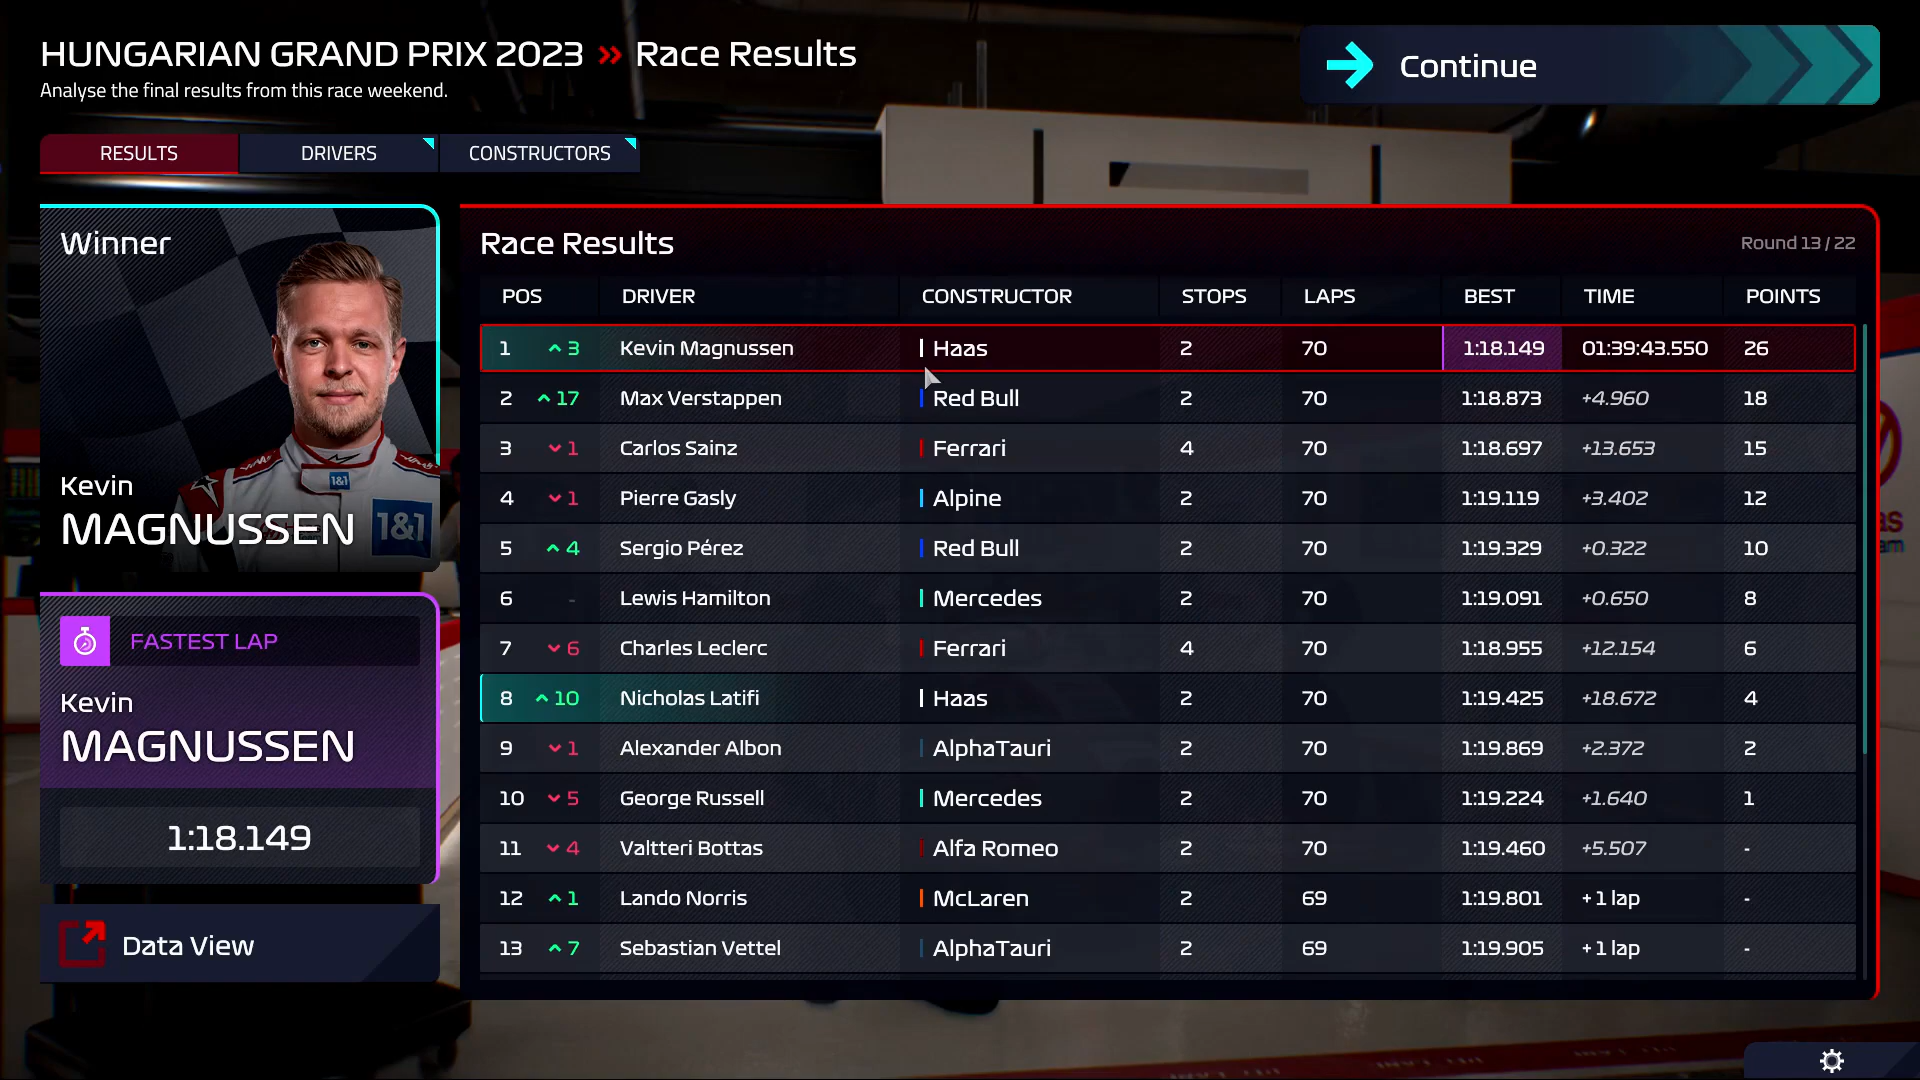 HUNGARIAN GRAND PRIX 2023 » Race Results
Analyse the final results from this race weekend.
Continue
RESULTS
DRIVERS
CONSTRUCTORS
Winner
Kevin
MAGNUSSEN
1&1
1&1
FASTEST LAP
Kevin
MAGNUSSEN
1:18.149
Data View
Race Results
Round 13 / 22
POS DRIVER CONSTRUCTOR STOPS LAPS BEST TIME POINTS
1 3 Kevin Magnussen Haas 2 70 1:18.149 01:39:43.550 26
2 17 Max Verstappen Red Bull 2 70 1:18.873 +4.960 18
3 1 Carlos Sainz Ferrari 4 70 1:18.697 +13.653 15
4 1 Pierre Gasly Alpine 2 70 1:19.119 +3.402 12
5 4 Sergio Pérez Red Bull 2 70 1:19.329 +0.322 10
6 - Lewis Hamilton Mercedes 2 70 1:19.091 +0.650 8
7 6 Charles Leclerc Ferrari 4 70 1:18.955 +12.154 6
8 10 Nicholas Latifi Haas 2 70 1:19.425 +18.672 4
9 1 Alexander Albon AlphaTauri 2 70 1:19.869 +2.372 2
10 5 George Russell Mercedes 2 70 1:19.224 +1.640 1
11 4 Valtteri Bottas Alfa Romeo 2 70 1:19.460 +5.507 -
12 1 Lando Norris McLaren 2 69 1:19.801 + 1 lap -
13 7 Sebastian Vettel AlphaTauri 2 69 1:19.905 + 1 lap -